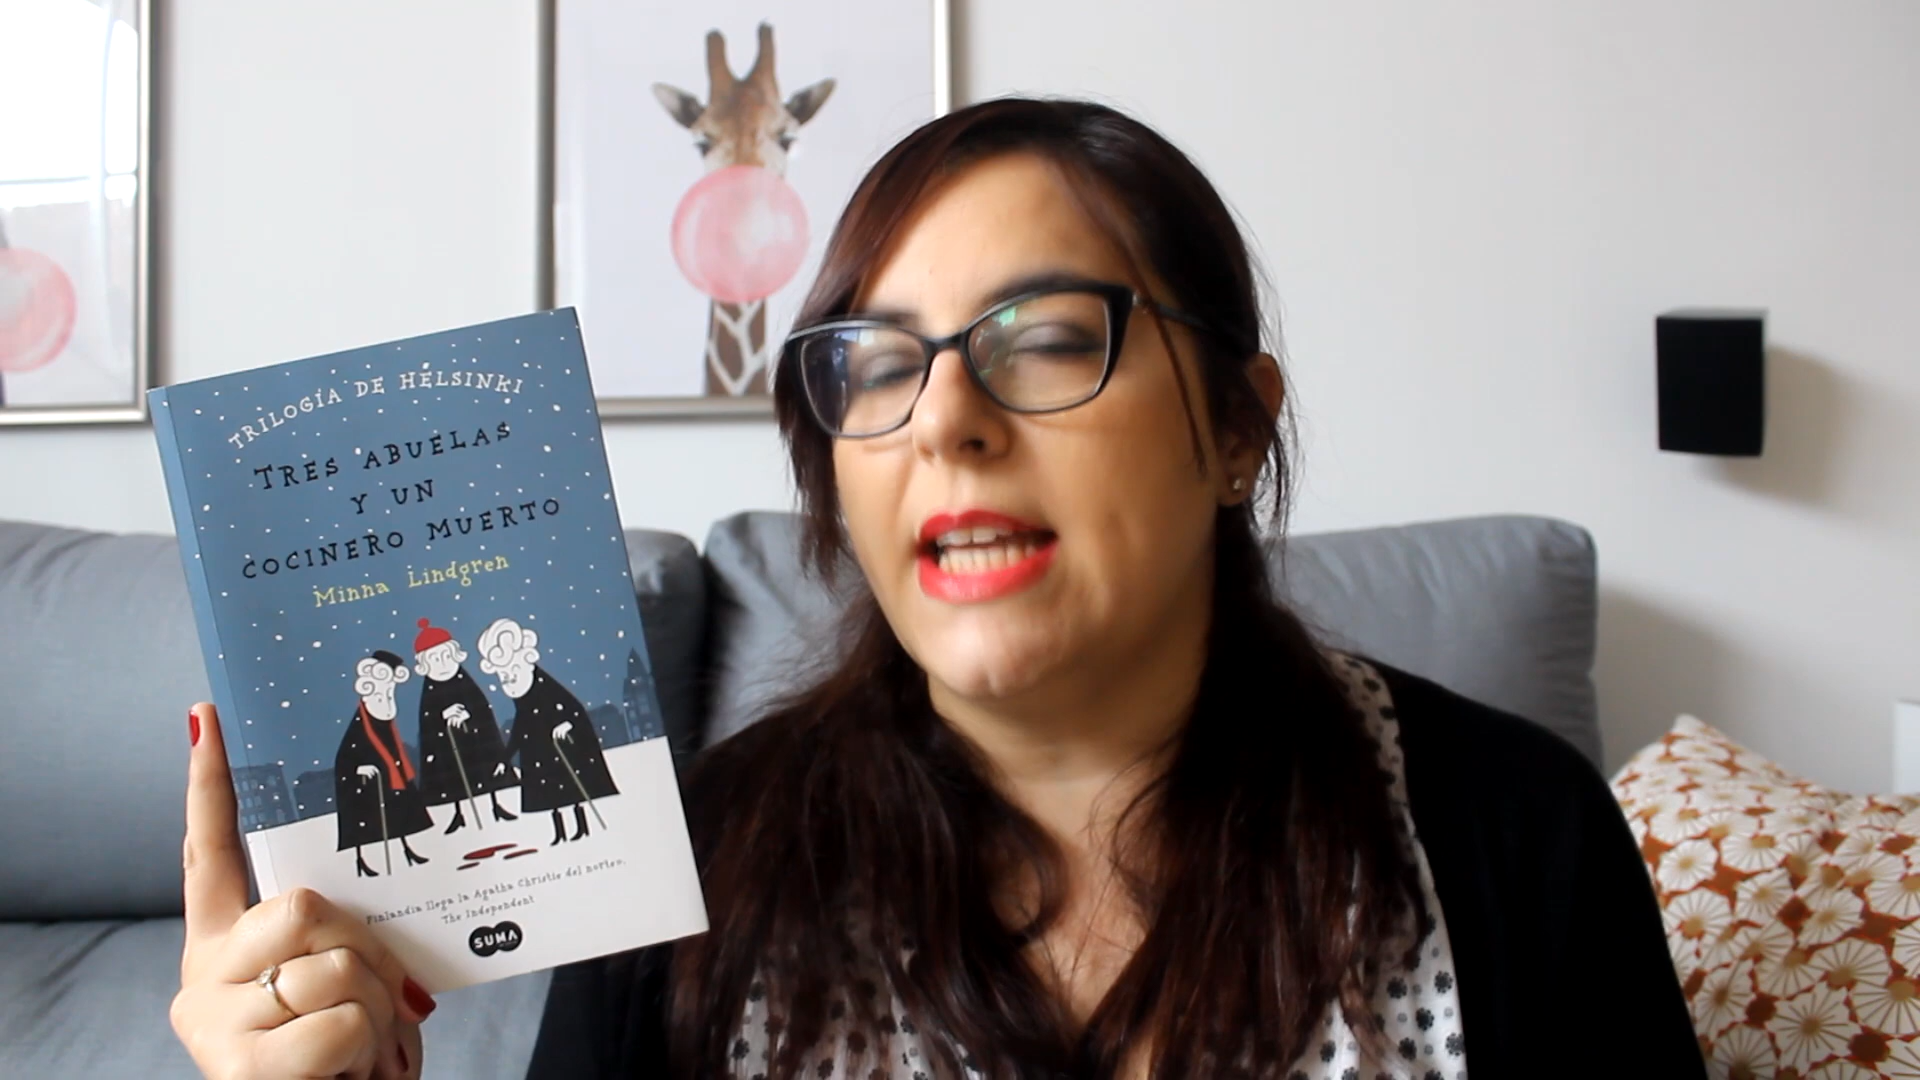 TRILOGÍA DE HELSINKI
TRES ABUELAS
Y UN
COCINERO MUERTO
Minna Lindgren
Finlandia llega la Agatha Christie del norte».
The Independent
SUMA